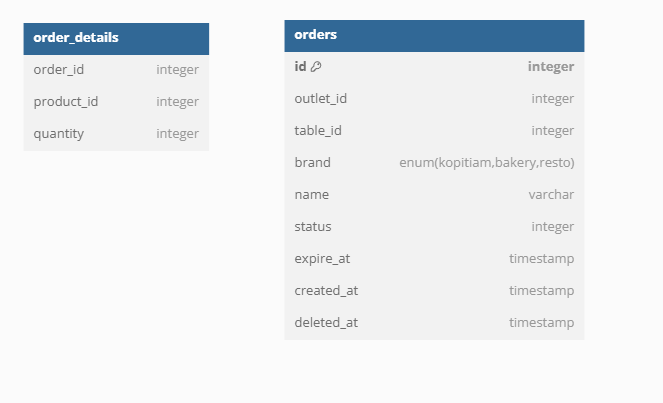 order_details
order_id integer
product_id integer
quantity integer
orders
id integer
outlet_id integer
table_id integer
brand enum(kopitiam,bakery,resto)
name varchar
status integer
expire_at timestamp
created_at timestamp
deleted_at timestamp